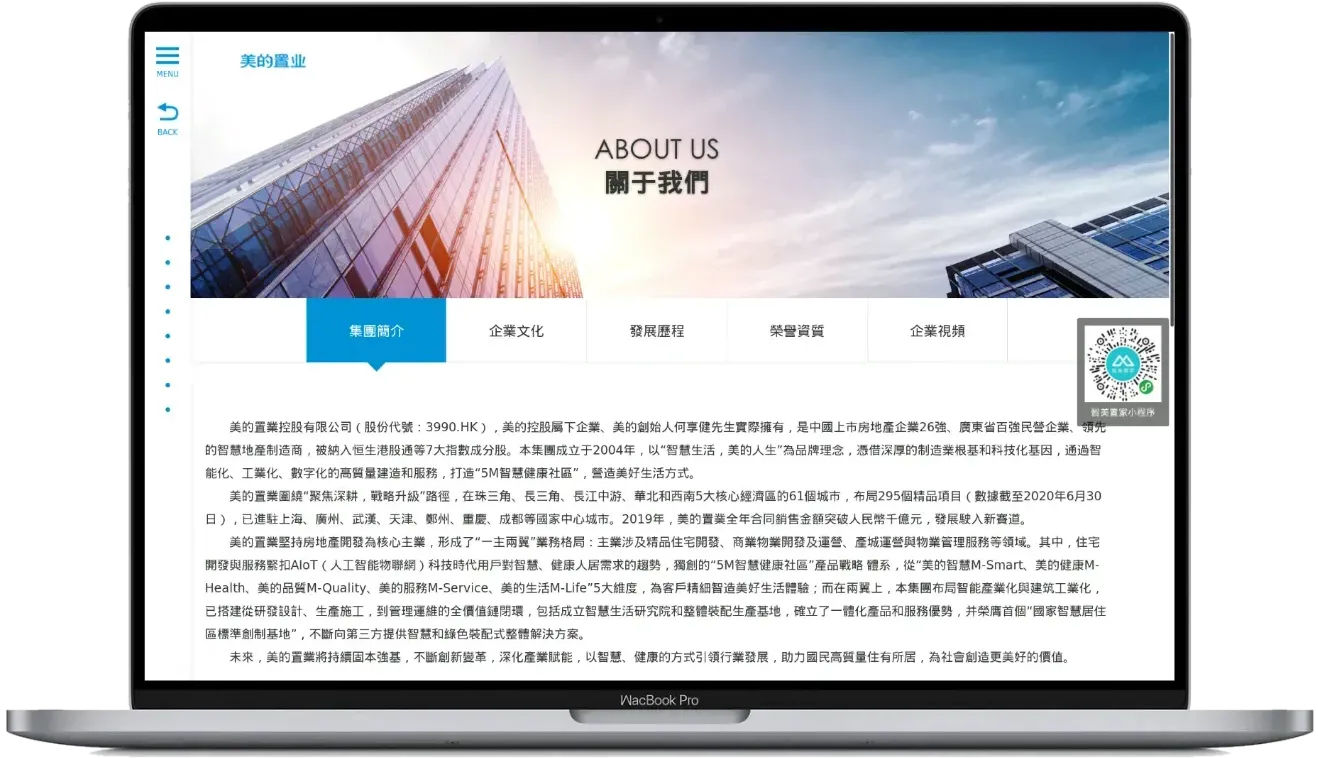 MENU
BACK
美的置业
ABOUT US
關于我們
集團簡介
企業文化
發展歷程
榮譽資質
企業視頻
智美置家小程序
美的置業控股有限公司（股份代號：3990.HK），美的控股屬下企業、美的創始人何享健先生實際擁有，是中國上市房地產企業26強、廣東省百強民營企業、領先
的智慧地產制造商，被納入恒生港股通等7大指數成分股。本集團成立于2004年，以“智慧生活，美的人生”為品牌理念，憑借深厚的制造業根基和科技化基因，通過智
能化、工業化、數字化的高質量建造和服務，打造“5M智慧健康社區”，營造美好生活方式。
美的置業圍繞“聚焦深耕，戰略升級”路徑，在珠三角、長三角、長江中游、華北和西南5大核心經濟區的61個城市，布局295個精品項目（數據截至2020年6月30
日），已進駐上海、廣州、武漢、天津、鄭州、重慶、成都等國家中心城市。2019年，美的置業全年合同銷售金額突破人民幣千億元，發展駛入新賽道。
美的置業堅持房地產開發為核心主業，形成了“一主兩翼”業務格局：主業涉及精品住宅開發、商業物業開發及運營、產城運營與物業管理服務等領域。其中，住宅
開發與服務緊扣AIoT（人工智能物聯網）科技時代用戶對智慧、健康人居需求的趨勢，獨創的“5M智慧健康社區”產品戰略 體系，從“美的智慧M-Smart、美的健康M-
Health、美的品質M-Quality、美的服務M-Service、美的生活M-Life”5大維度，為客戶精細智造美好生活體驗；而在兩翼上，本集團布局智能產業化與建筑工業化，
已搭建從研發設計、生產施工，到管理運維的全價值鏈閉環，包括成立智慧生活研究院和整體裝配生產基地，確立了一體化產品和服務優勢，并榮膺首個“國家智慧居住
區標準創制基地”，不斷向第三方提供智慧和綠色裝配式整體解決方案。
未來，美的置業將持續固本強基，不斷創新變革，深化產業賦能，以智慧、健康的方式引領行業發展，助力國民高質量住有所居，為社會創造更美好的價值。
MacBook Pro